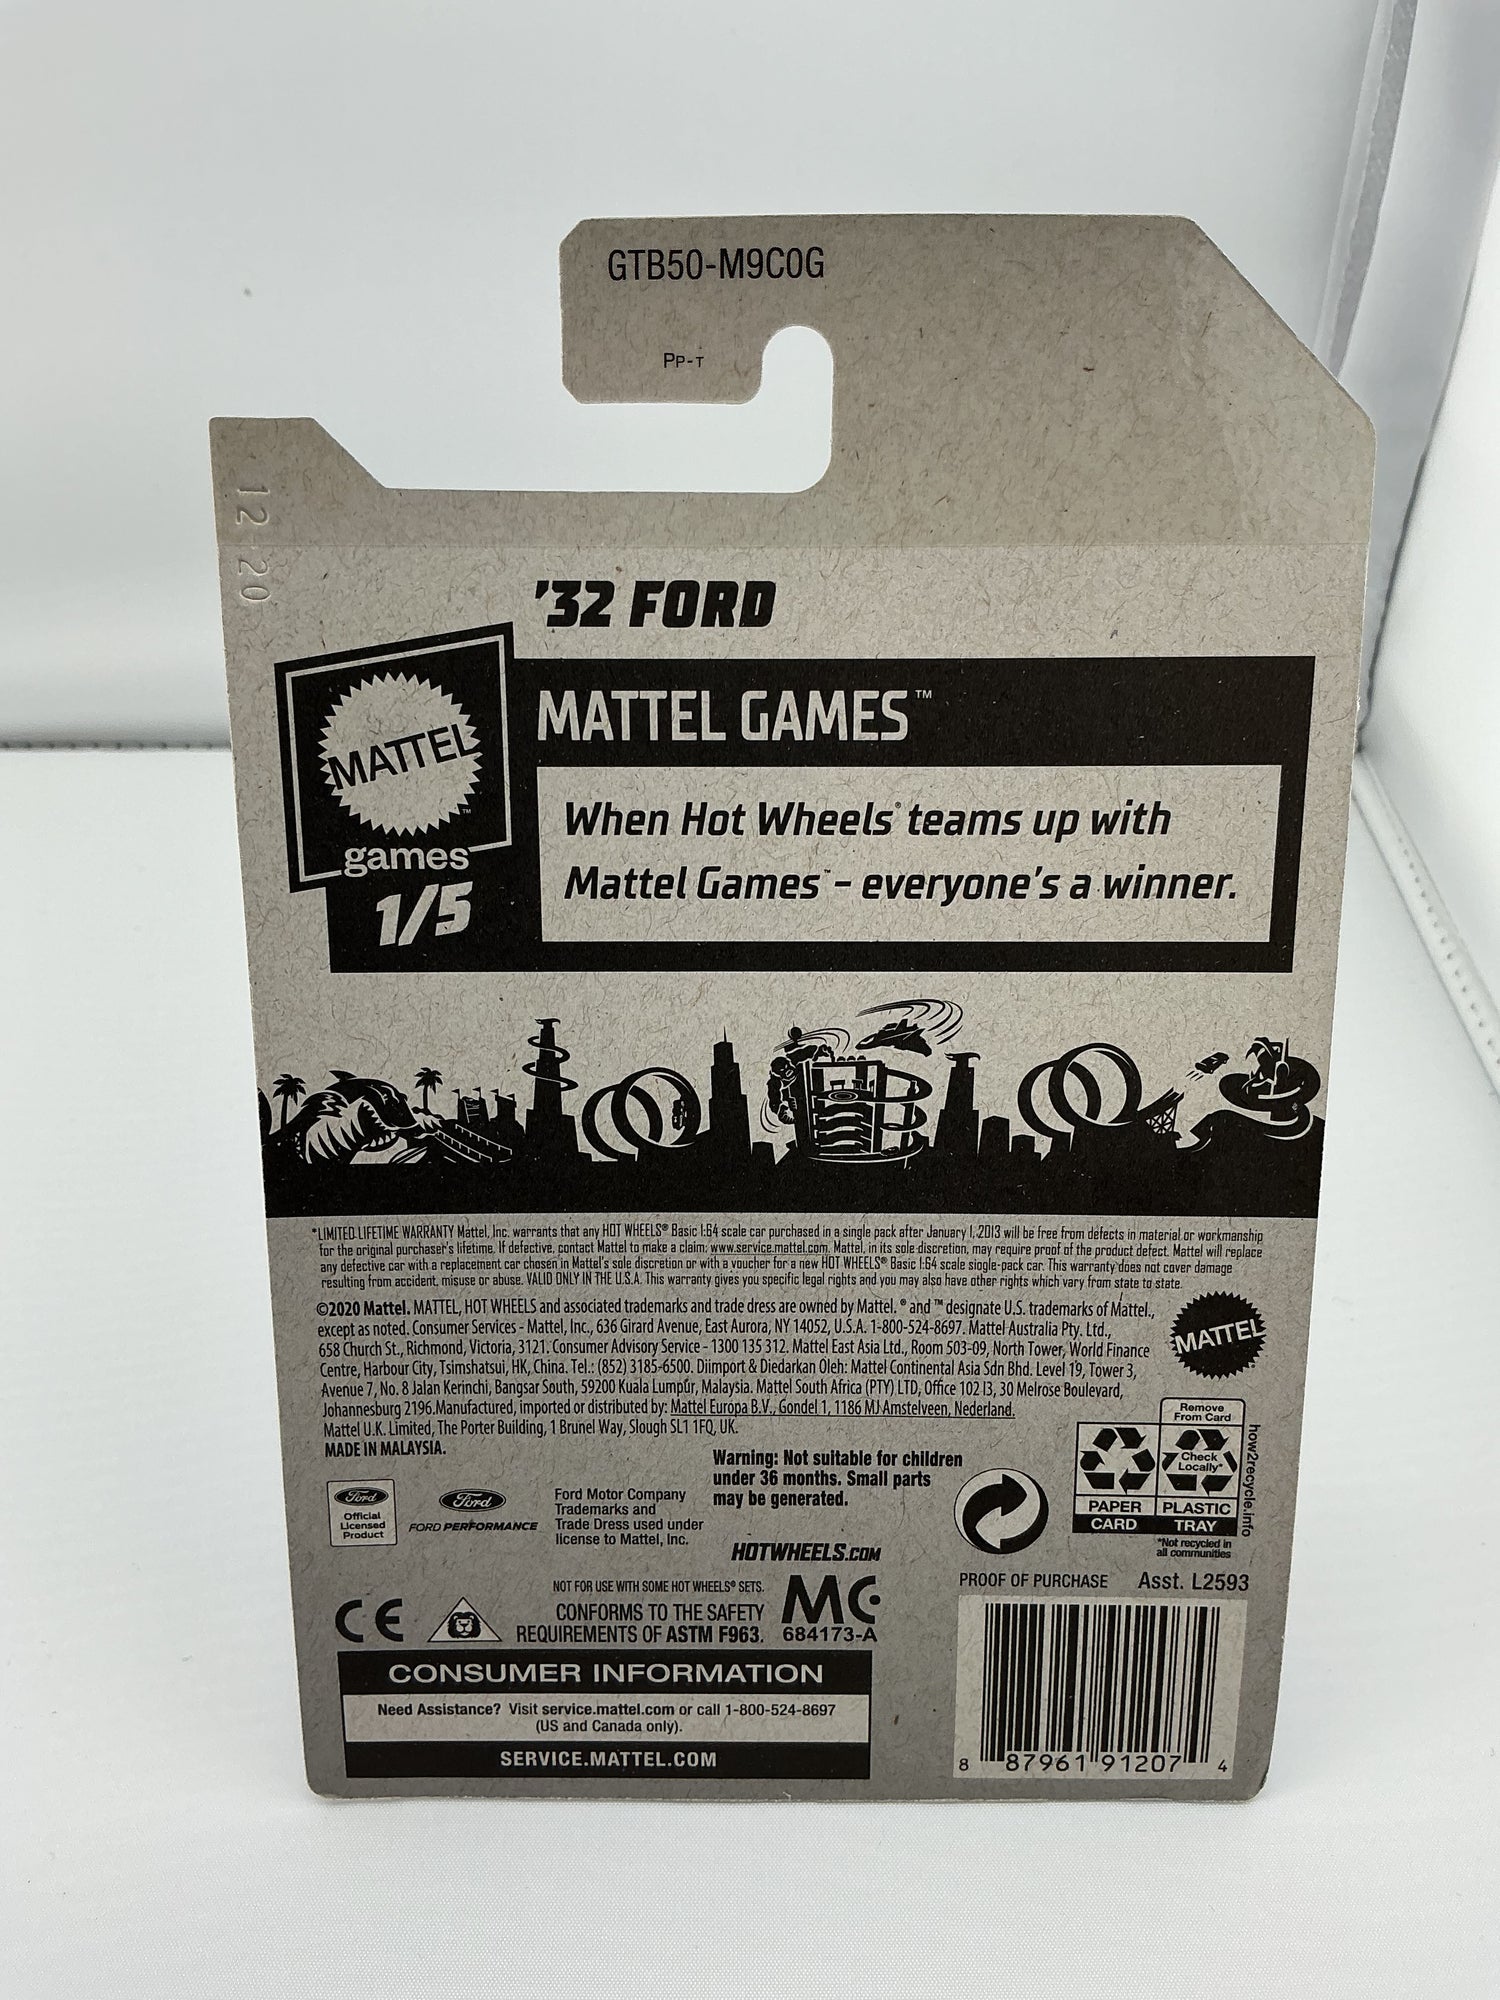 GTB50-M9C0G
PP-T
12 20
'32 FORD
MATTEL
™
games
1/5
MATTEL GAMES™
When Hot Wheels® teams up with
Mattel Games™ – everyone's a winner.
*LIMITED LIFETIME WARRANTY Mattel, Inc. warrants that any HOT WHEELS® Basic 1:64 scale car purchased in a single pack after January 1, 2013 will be free from defects in material or workmanship
for the original purchaser's lifetime. If defective, contact Mattel to make a claim: www.service.mattel.com. Mattel, in its sole discretion, may require proof of the product defect. Mattel will replace
any defective car with a replacement car chosen in Mattel's sole discretion or with a voucher for a new HOT WHEELS® Basic 1:64 scale single-pack car. This warranty does not cover damage
resulting from accident, misuse or abuse. VALID ONLY IN THE U.S.A. This warranty gives you specific legal rights and you may also have other rights which vary from state to state.
©2020 Mattel. MATTEL, HOT WHEELS and associated trademarks and trade dress are owned by Mattel. ® and ™ designate U.S. trademarks of Mattel.,
except as noted. Consumer Services - Mattel, Inc., 636 Girard Avenue, East Aurora, NY 14052, U.S.A. 1-800-524-8697. Mattel Australia Pty. Ltd.,
658 Church St., Richmond, Victoria, 3121. Consumer Advisory Service - 1300 135 312. Mattel East Asia Ltd., Room 503-09, North Tower, World Finance
Centre, Harbour City, Tsimshatsui, HK, China. Tel.: (852) 3185-6500. Diimport & Diedarkan Oleh: Mattel Continental Asia Sdn Bhd. Level 19, Tower 3,
Avenue 7, No. 8 Jalan Kerinchi, Bangsar South, 59200 Kuala Lumpur, Malaysia. Mattel South Africa (PTY) LTD, Office 102 I3, 30 Melrose Boulevard,
Johannesburg 2196.Manufactured, imported or distributed by: Mattel Europa B.V., Gondel 1, 1186 MJ Amstelveen, Nederland.
Mattel U.K. Limited, The Porter Building, 1 Brunel Way, Slough SL1 1FQ, UK.
MADE IN MALAYSIA.
MATTEL
Ford
Official
Licensed
Product
Ford
FORD PERFORMANCE
Ford Motor Company
Trademarks and
Trade Dress used under
license to Mattel, Inc.
Warning: Not suitable for children
under 36 months. Small parts
may be generated.
HOTWHEELS.COM
Remove
From Card
Check
Locally*
PAPER
PLASTIC
CARD
TRAY
how2recycle.info
*Not recycled in
all communities
NOT FOR USE WITH SOME HOT WHEELS® SETS.
CE
CONFORMS TO THE SAFETY
REQUIREMENTS OF ASTM F963.
MC
684173-A
PROOF OF PURCHASE
Asst. L2593
CONSUMER INFORMATION
Need Assistance? Visit service.mattel.com or call 1-800-524-8697
(US and Canada only).
SERVICE.MATTEL.COM
8 87961 91207 4